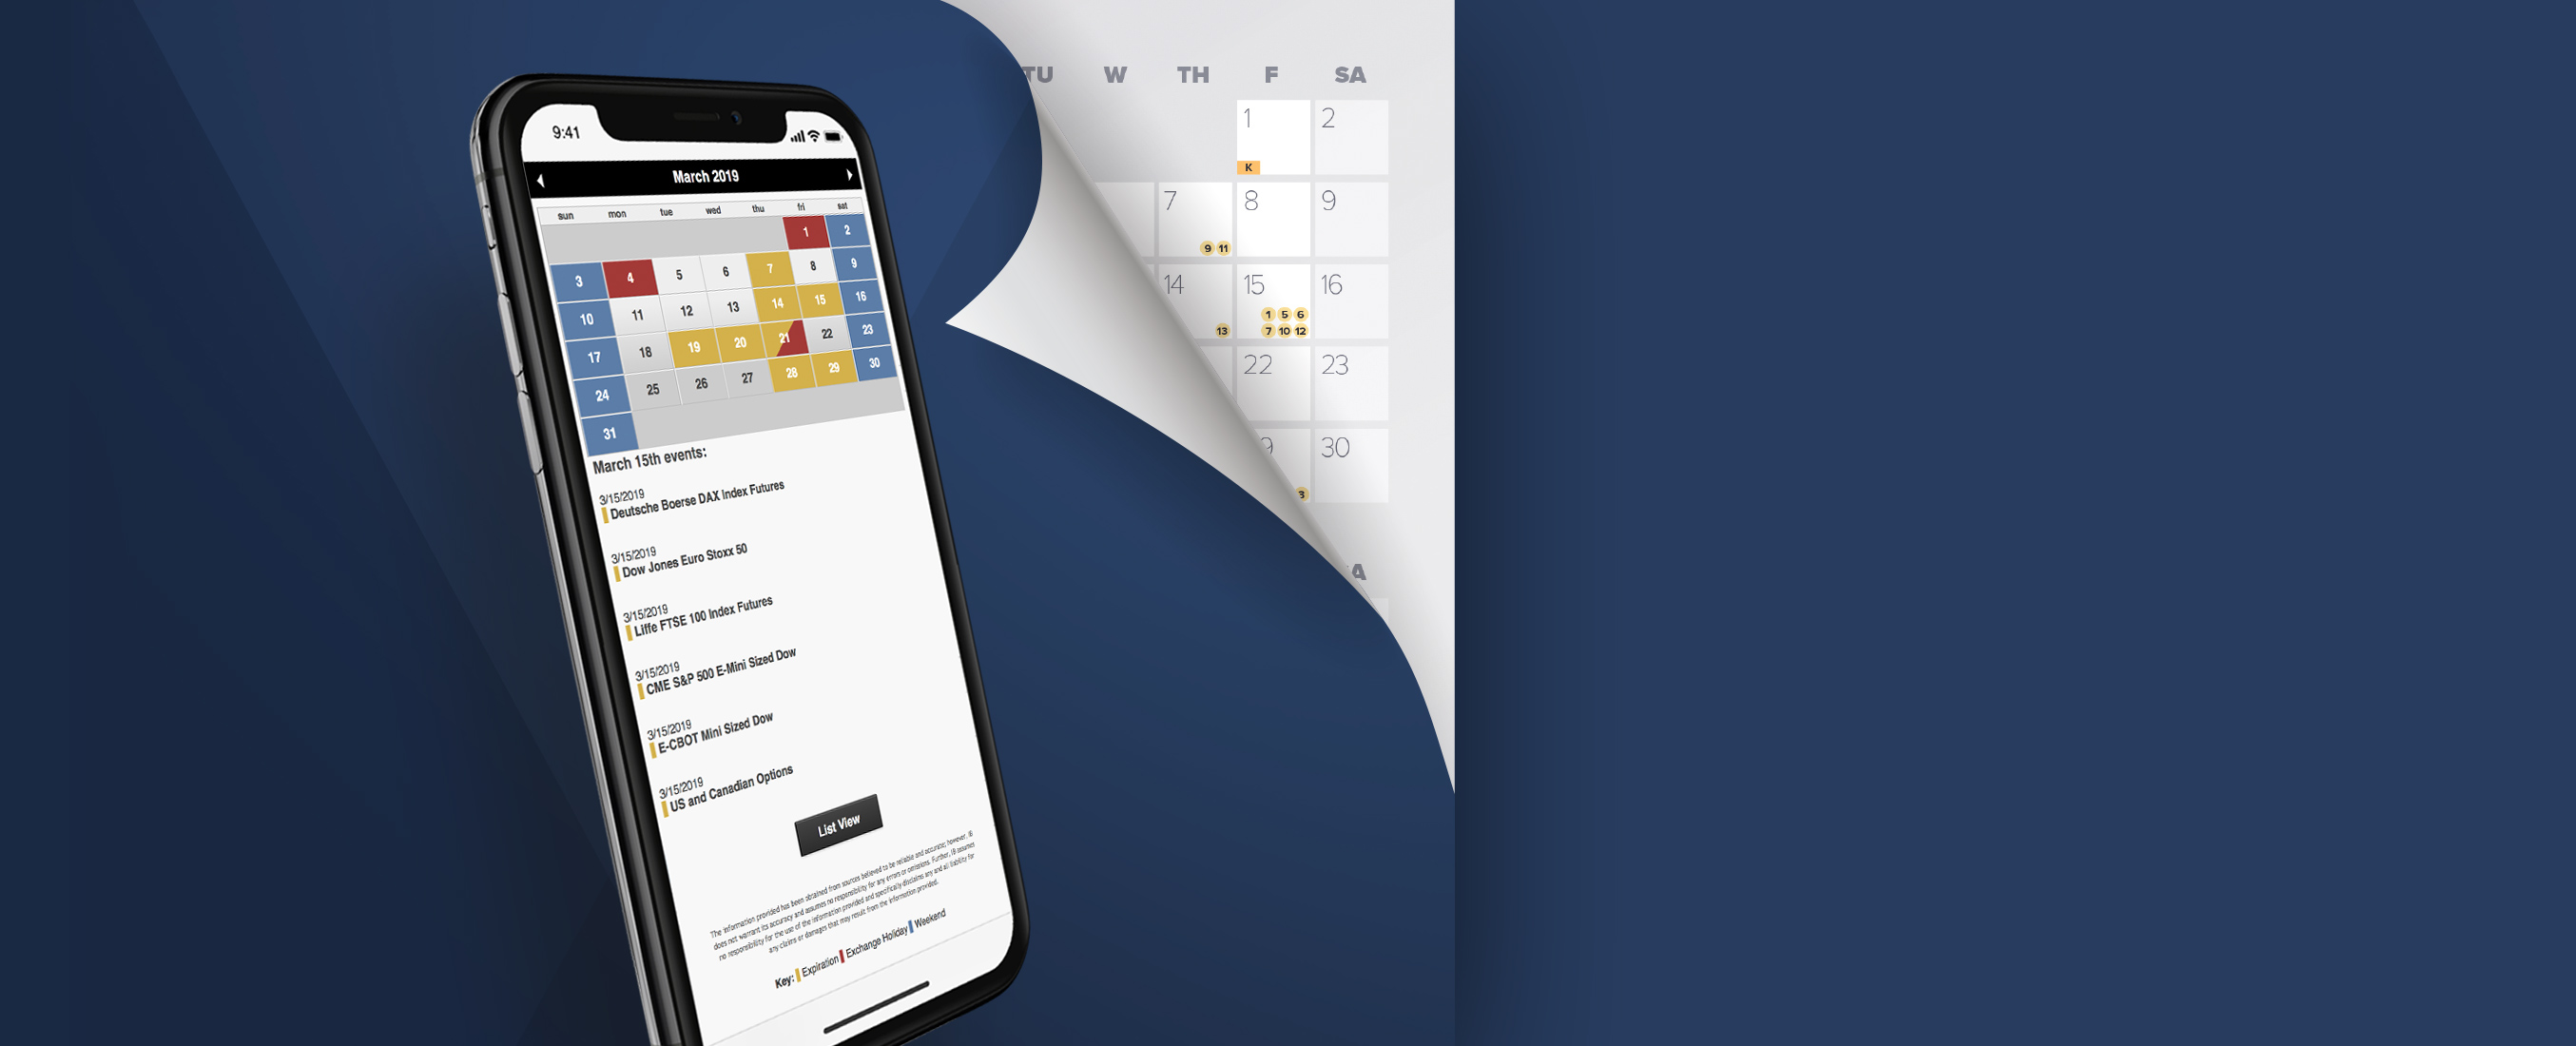 9:41
March 2019
sun mon tue wed thu fri sat
1 2
3 4 5 6 7 8 9
10 11 12 13 14 15 16
17 18 19 20 21 22 23
24 25 26 27 28 29 30
31
March 15th events:
3/15/2019
Deutsche Boerse DAX Index Futures
3/15/2019
Dow Jones Euro Stoxx 50
3/15/2019
Liffe FTSE 100 Index Futures
3/15/2019
CME S&P 500 E-Mini Sized Dow
3/15/2019
E-CBOT Mini Sized Dow
3/15/2019
US and Canadian Options
List View
The information provided has been obtained from sources believed to be reliable and accurate; however, IB
does not warrant its accuracy and assumes no responsibility for any errors or omissions. Further, IB assumes
no responsibility for the use of the information provided and specifically disclaims any and all liability for
any claims or damages that may result from the information provided.
Key: Expiration Exchange Holiday Weekend
TU W TH F SA
1 2
K
7 8 9
9 11
14 15 16
1 5 6
13 7 10 12
22 23
9 30
3
A